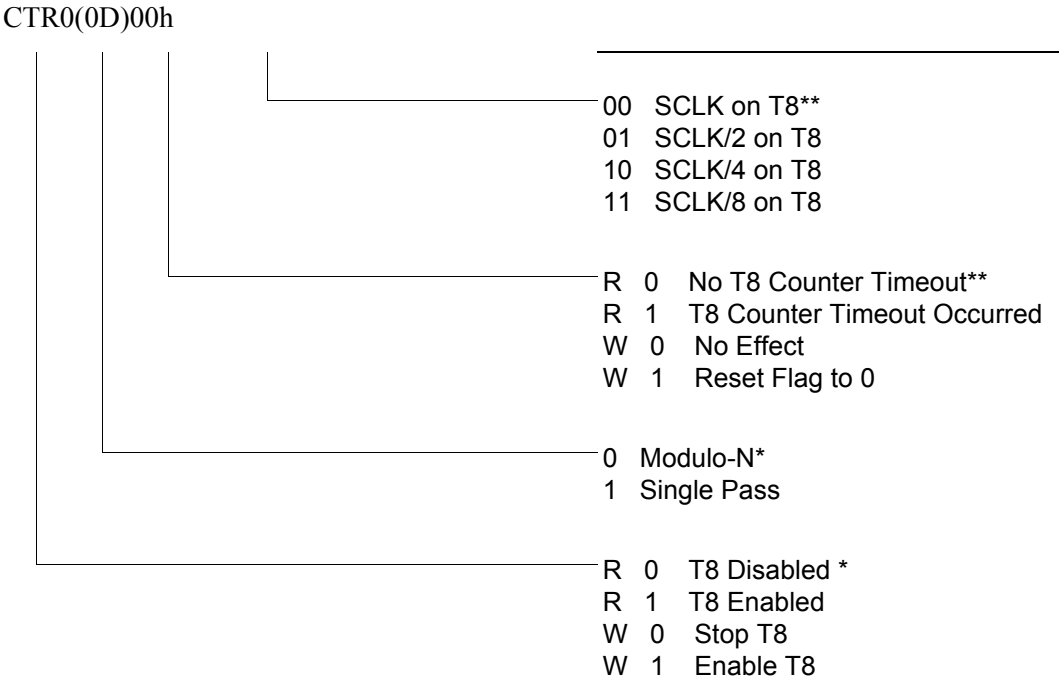 CTR0(0D)00h
00 SCLK on T8**
01 SCLK/2 on T8
10 SCLK/4 on T8
11 SCLK/8 on T8
R 0 No T8 Counter Timeout**
R 1 T8 Counter Timeout Occurred
W 0 No Effect
W 1 Reset Flag to 0
0 Modulo-N*
1 Single Pass
R 0 T8 Disabled *
R 1 T8 Enabled
W 0 Stop T8
W 1 Enable T8